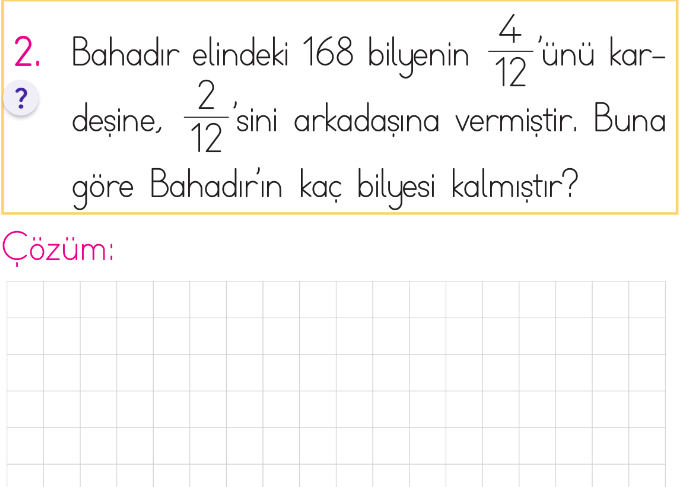 2. Bahadır elindeki 168 bilyenin 4/12'ünü kar-
? deşine, 2/12'sini arkadaşına vermiştir. Buna
göre Bahadır'ın kaç bilyesi kalmıştır?
Çözüm: